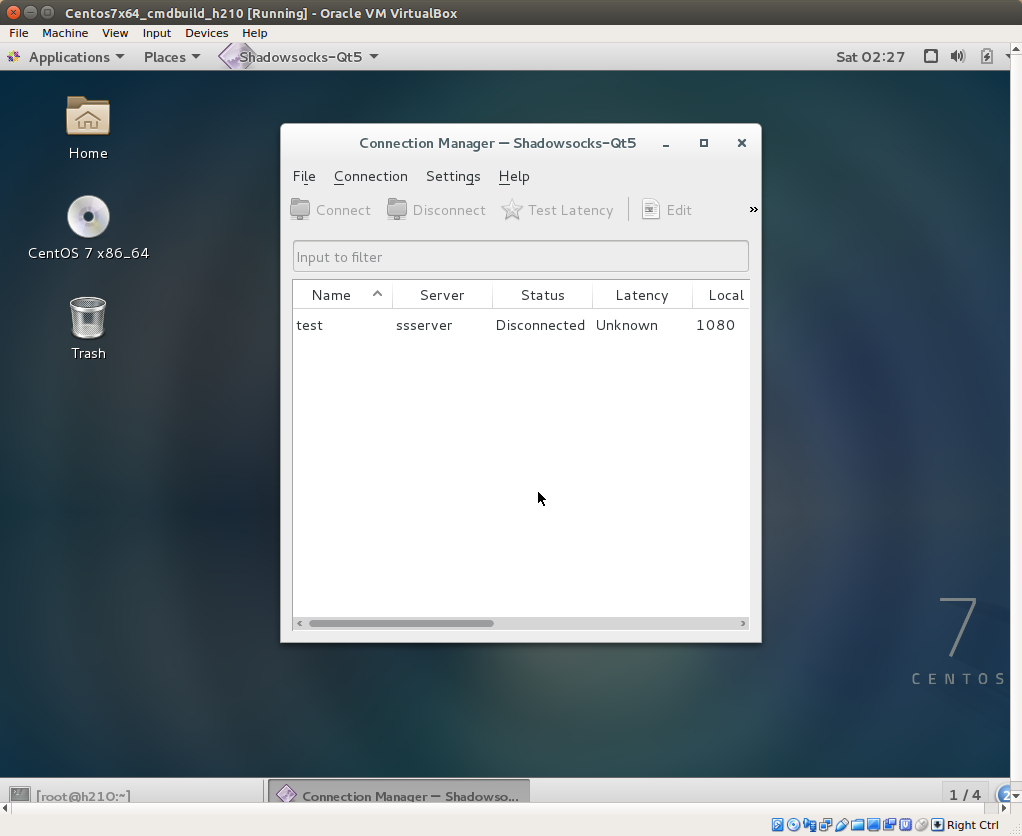 Centos7x64_cmdbuild_h210 [Running] - Oracle VM VirtualBox
File Machine View Input Devices Help
Applications Places Shadowsocks-Qt5 Sat 02:27
Home
CentOS 7 x86_64
Trash
Connection Manager — Shadowsocks-Qt5
File Connection Settings Help
Connect Disconnect Test Latency Edit »
Input to filter
Name Server Status Latency Local
test ssserver Disconnected Unknown 1080
7
CENTOS
[root@h210:~] Connection Manager — Shadowso... 1 / 4 2
Right Ctrl